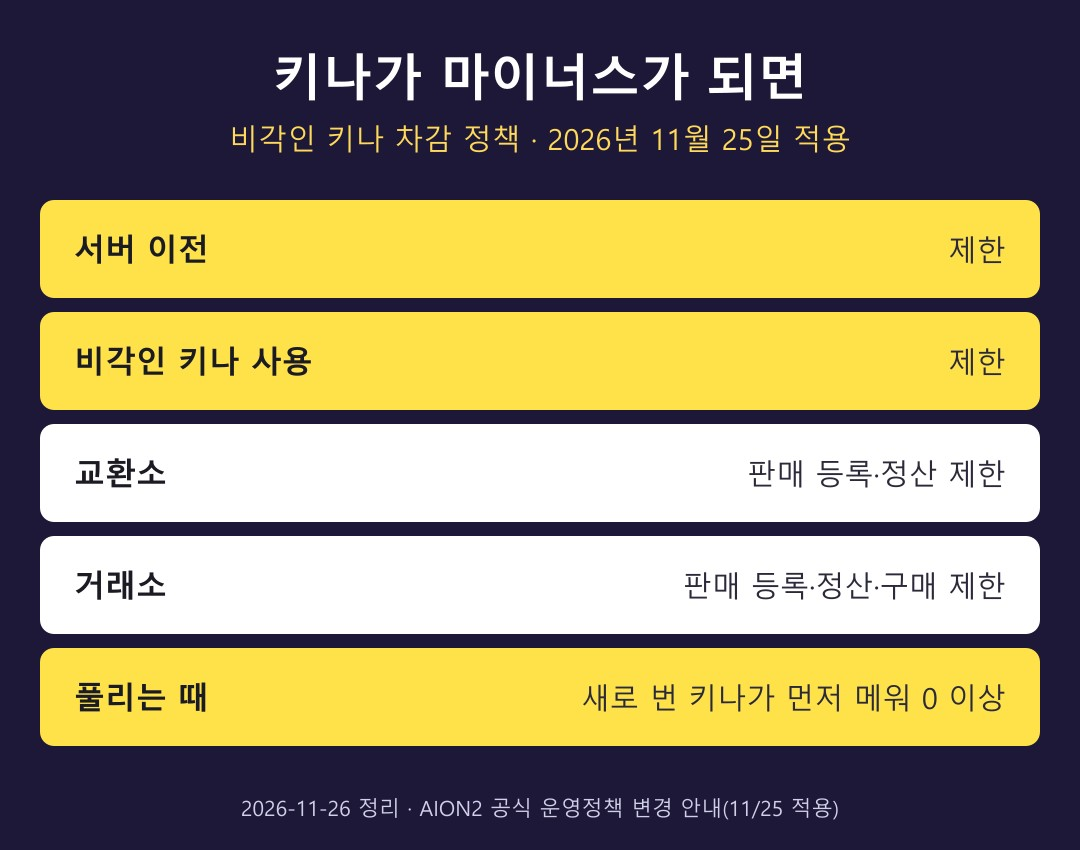 키나가 마이너스가 되면
비각인 키나 차감 정책 · 2026년 11월 25일 적용
서버 이전 제한
비각인 키나 사용 제한
교환소 판매 등록·정산 제한
거래소 판매 등록·정산·구매 제한
풀리는 때 새로 번 키나가 먼저 메워 0 이상
2026-11-26 정리 · AION2 공식 운영정책 변경 안내(11/25 적용)